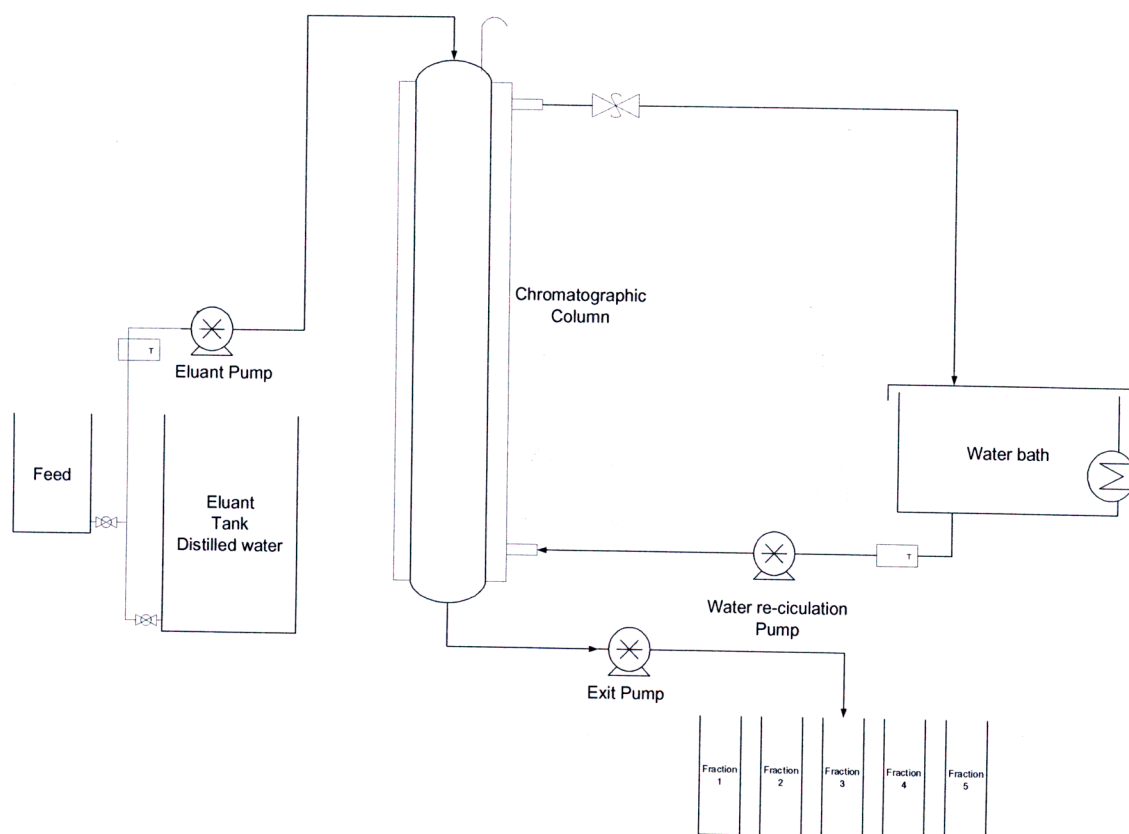 Chromatographic
Column
T
Eluant Pump
Feed
Eluant
Tank
Distilled water
Water bath
T
Water re-ciculation
Pump
Exit Pump
Fraction
1
Fraction
2
Fraction
3
Fraction
4
Fraction
5